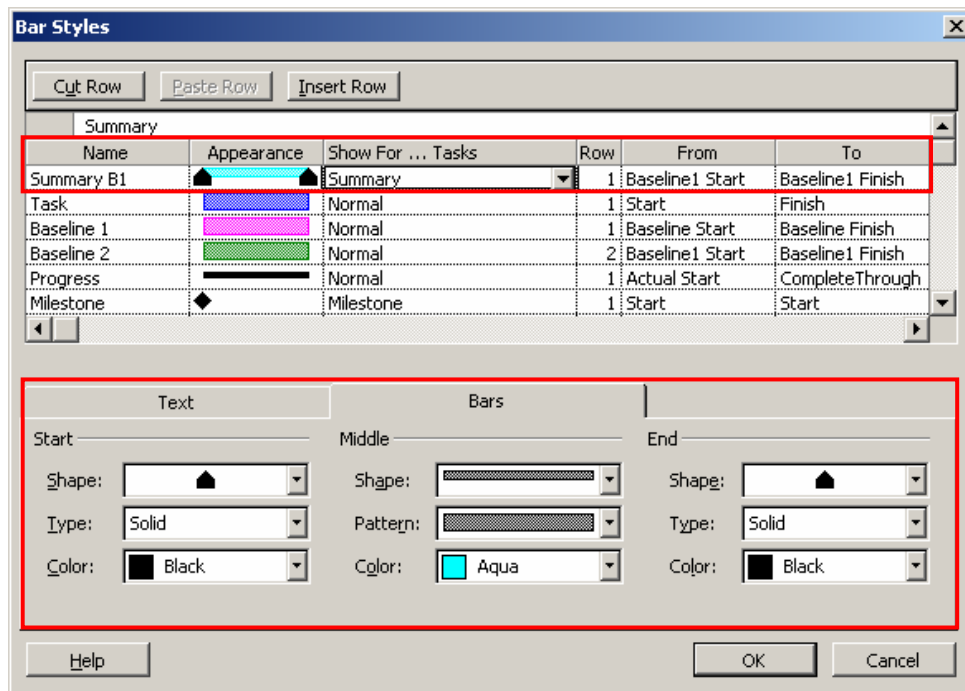 Bar Styles
Cut Row Paste Row Insert Row
Summary
Name Appearance Show For ... Tasks Row From To
Summary B1 Summary 1 Baseline1 Start Baseline1 Finish
Task Normal 1 Start Finish
Baseline 1 Normal 1 Baseline Start Baseline Finish
Baseline 2 Normal 2 Baseline1 Start Baseline1 Finish
Progress Normal 1 Actual Start CompleteThrough
Milestone Milestone 1 Start Start
Text Bars
Start Middle End
Shape: Shape: Shape:
Type: Solid Pattern: Type: Solid
Color: Black Color: Aqua Color: Black
Help OK Cancel